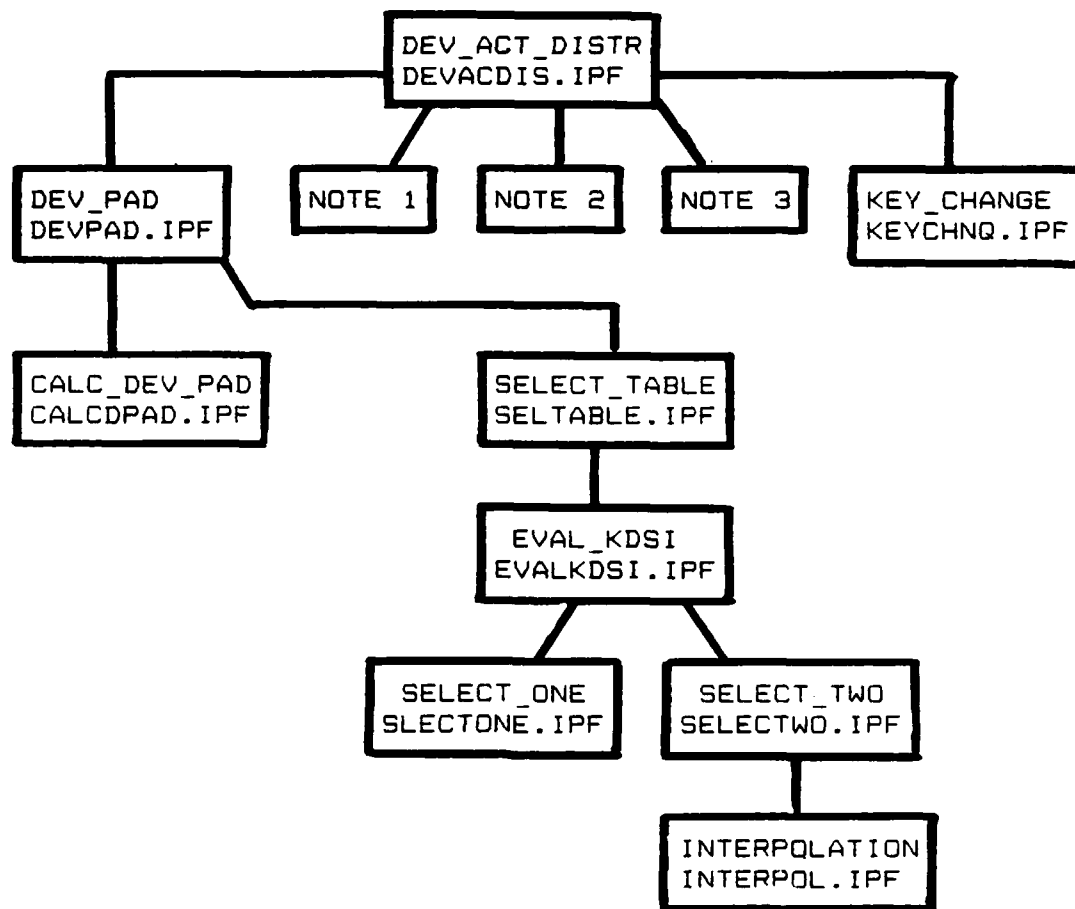 DEV_ACT_DISTR
DEVACDIS.IPF
DEV_PAD
DEVPAD.IPF
NOTE 1
NOTE 2
NOTE 3
KEY_CHANGE
KEYCHNQ.IPF
CALC_DEV_PAD
CALCDPAD.IPF
SELECT_TABLE
SELTABLE.IPF
EVAL_KDSI
EVALKDSI.IPF
SELECT_ONE
SLECTONE.IPF
SELECT_TWO
SELECTWO.IPF
INTERPQLATION
INTERPOL.IPF